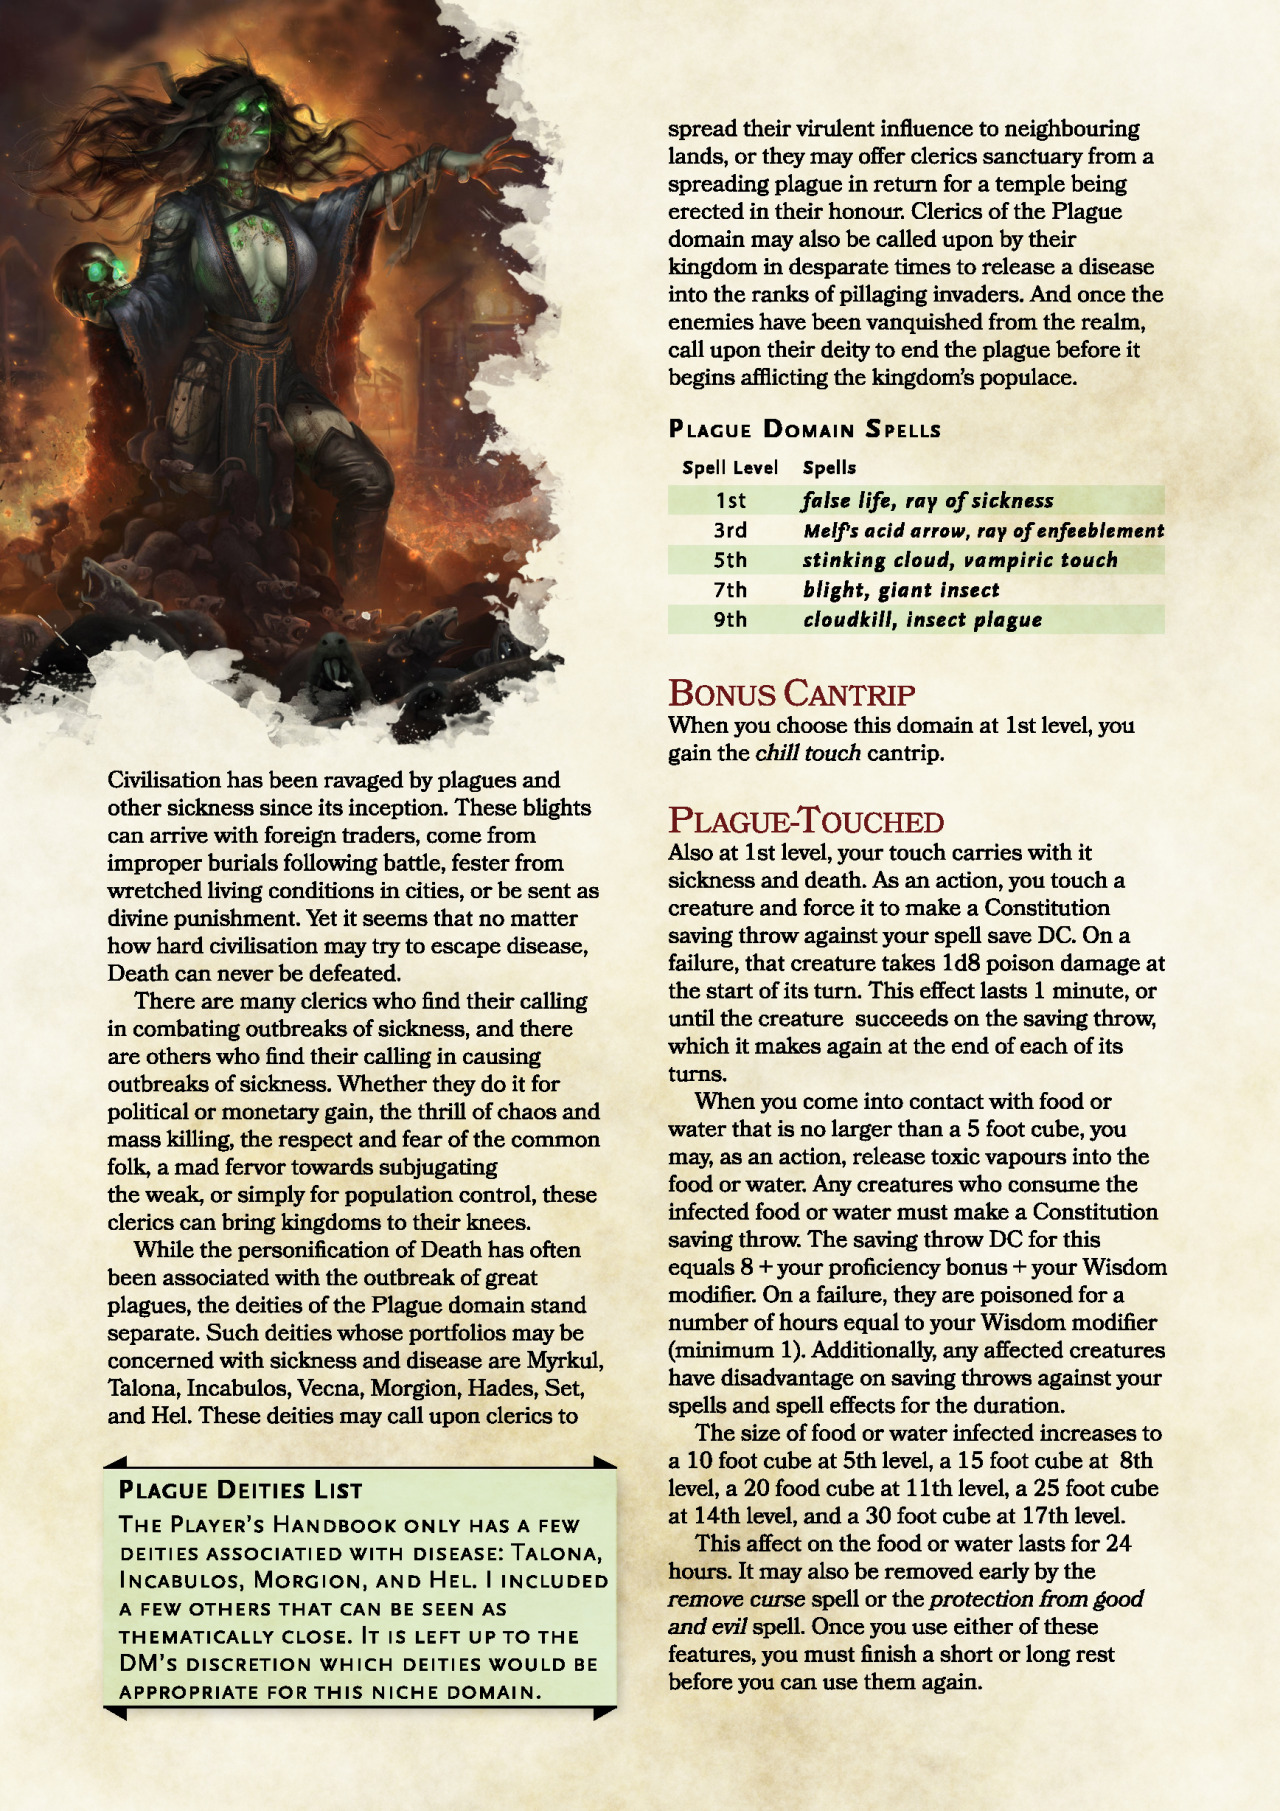 Civilisation has been ravaged by plagues and
other sickness since its inception. These blights
can arrive with foreign traders, come from
improper burials following battle, fester from
wretched living conditions in cities, or be sent as
divine punishment. Yet it seems that no matter
how hard civilisation may try to escape disease,
Death can never be defeated.
There are many clerics who find their calling
in combating outbreaks of sickness, and there
are others who find their calling in causing
outbreaks of sickness. Whether they do it for
political or monetary gain, the thrill of chaos and
mass killing, the respect and fear of the common
folk, a mad fervor towards subjugating
the weak, or simply for population control, these
clerics can bring kingdoms to their knees.
While the personification of Death has often
been associated with the outbreak of great
plagues, the deities of the Plague domain stand
separate. Such deities whose portfolios may be
concerned with sickness and disease are Myrkul,
Talona, Incabulos, Vecna, Morgion, Hades, Set,
and Hel. These deities may call upon clerics to
PLAGUE DEITIES LIST
THE PLAYER'S HANDBOOK ONLY HAS A FEW
DEITIES ASSOCIATIED WITH DISEASE: TALONA,
INCABULOS, MORGION, AND HEL. I INCLUDED
A FEW OTHERS THAT CAN BE SEEN AS
THEMATICALLY CLOSE. IT IS LEFT UP TO THE
DM'S DISCRETION WHICH DEITIES WOULD BE
APPROPRIATE FOR THIS NICHE DOMAIN.
spread their virulent influence to neighbouring
lands, or they may offer clerics sanctuary from a
spreading plague in return for a temple being
erected in their honour. Clerics of the Plague
domain may also be called upon by their
kingdom in desparate times to release a disease
into the ranks of pillaging invaders. And once the
enemies have been vanquished from the realm,
call upon their deity to end the plague before it
begins afflicting the kingdom's populace.
PLAGUE DOMAIN SPELLS
Spell Level Spells
1st false life, ray of sickness
3rd Melf's acid arrow, ray of enfeeblement
5th stinking cloud, vampiric touch
7th blight, giant insect
9th cloudkill, insect plague
BONUS CANTRIP
When you choose this domain at 1st level, you
gain the chill touch cantrip.
PLAGUE-TOUCHED
Also at 1st level, your touch carries with it
sickness and death. As an action, you touch a
creature and force it to make a Constitution
saving throw against your spell save DC. On a
failure, that creature takes 1d8 poison damage at
the start of its turn. This effect lasts 1 minute, or
until the creature succeeds on the saving throw,
which it makes again at the end of each of its
turns.
When you come into contact with food or
water that is no larger than a 5 foot cube, you
may, as an action, release toxic vapours into the
food or water. Any creatures who consume the
infected food or water must make a Constitution
saving throw. The saving throw DC for this
equals 8 + your proficiency bonus + your Wisdom
modifier. On a failure, they are poisoned for a
number of hours equal to your Wisdom modifier
(minimum 1). Additionally, any affected creatures
have disadvantage on saving throws against your
spells and spell effects for the duration.
The size of food or water infected increases to
a 10 foot cube at 5th level, a 15 foot cube at 8th
level, a 20 food cube at 11th level, a 25 foot cube
at 14th level, and a 30 foot cube at 17th level.
This affect on the food or water lasts for 24
hours. It may also be removed early by the
remove curse spell or the protection from good
and evil spell. Once you use either of these
features, you must finish a short or long rest
before you can use them again.